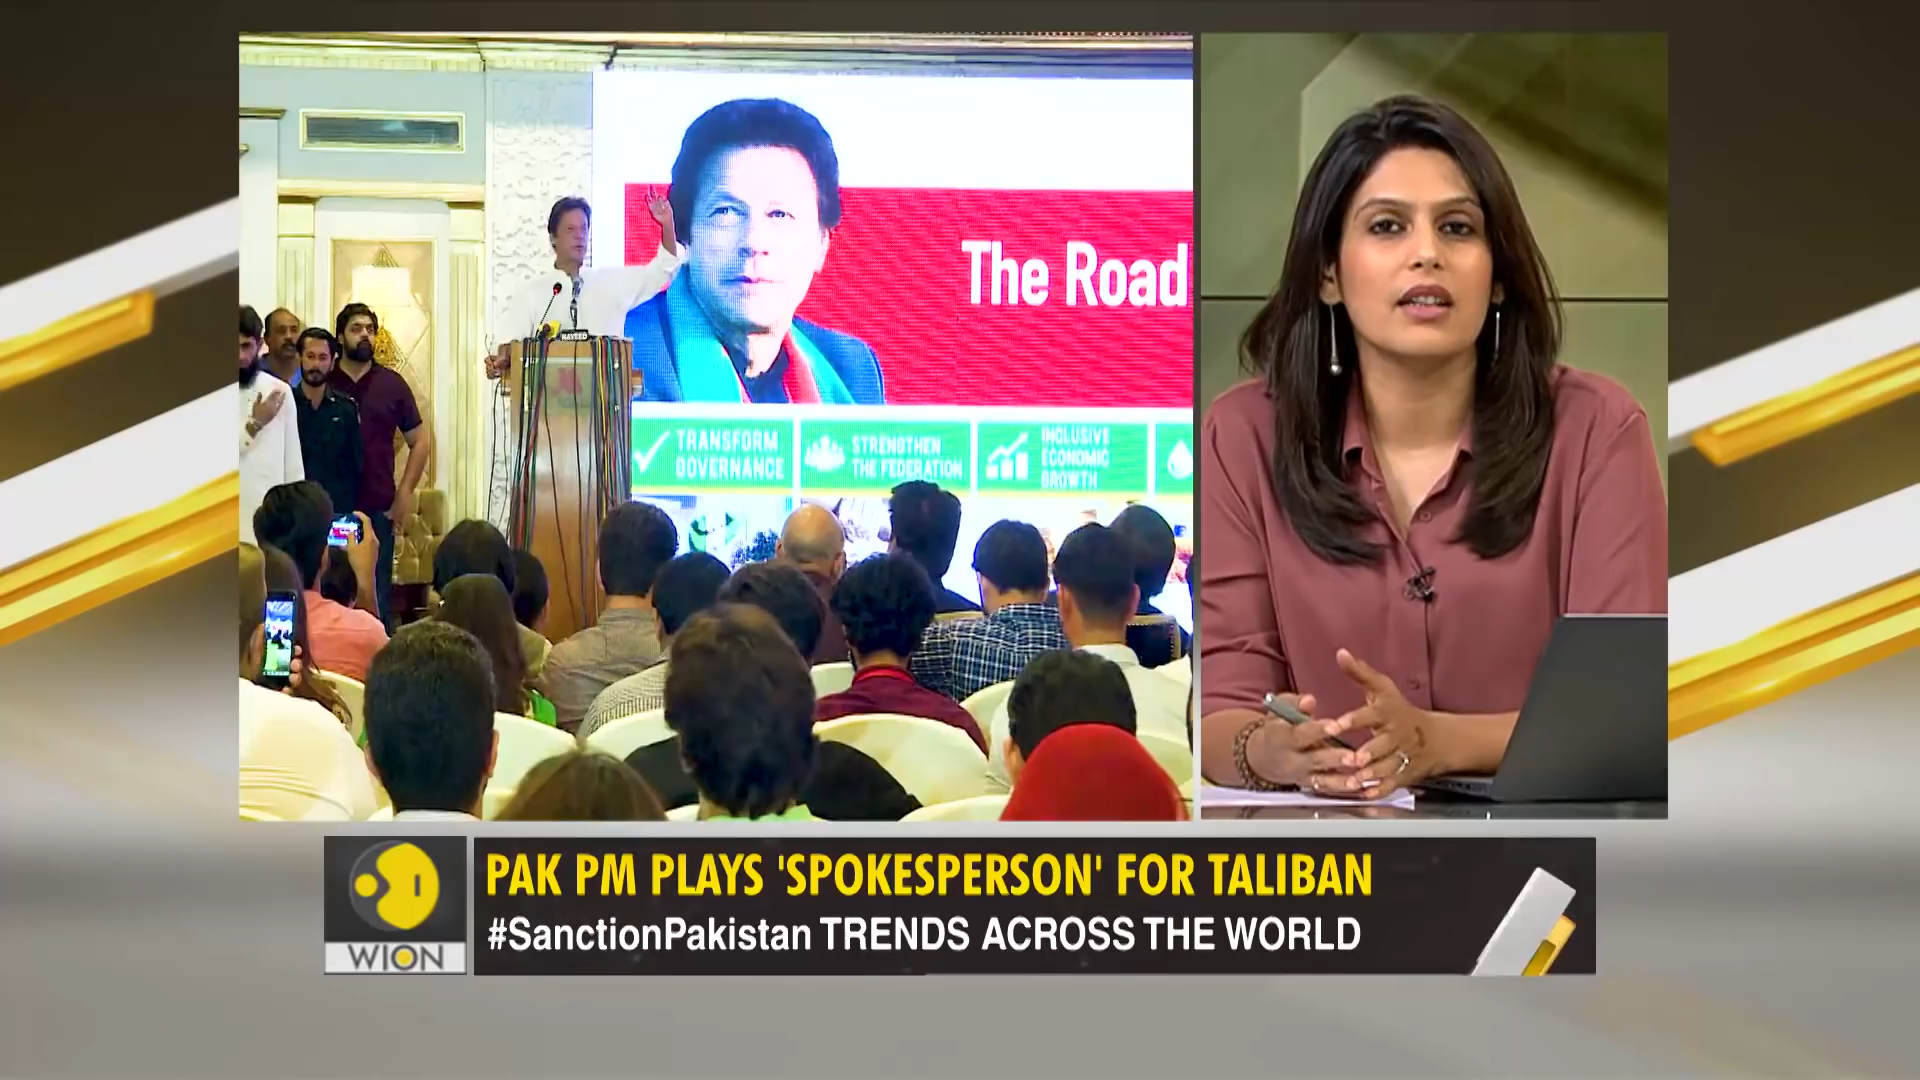 The Road
TRANSFORM
GOVERNANCE
STRENGTHEN
THE FEDERATION
INCLUSIVE
ECONOMIC
GROWTH
NAVEED
PAK PM PLAYS 'SPOKESPERSON' FOR TALIBAN
#SanctionPakistan TRENDS ACROSS THE WORLD
WION